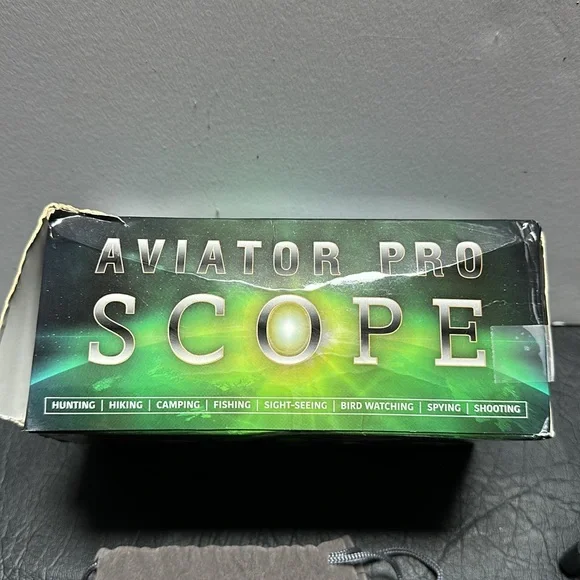 AVIATOR PRO
SCOPE
HUNTING | HIKING | CAMPING | FISHING | SIGHT-SEEING | BIRD WATCHING | SPYING | SHOOTING